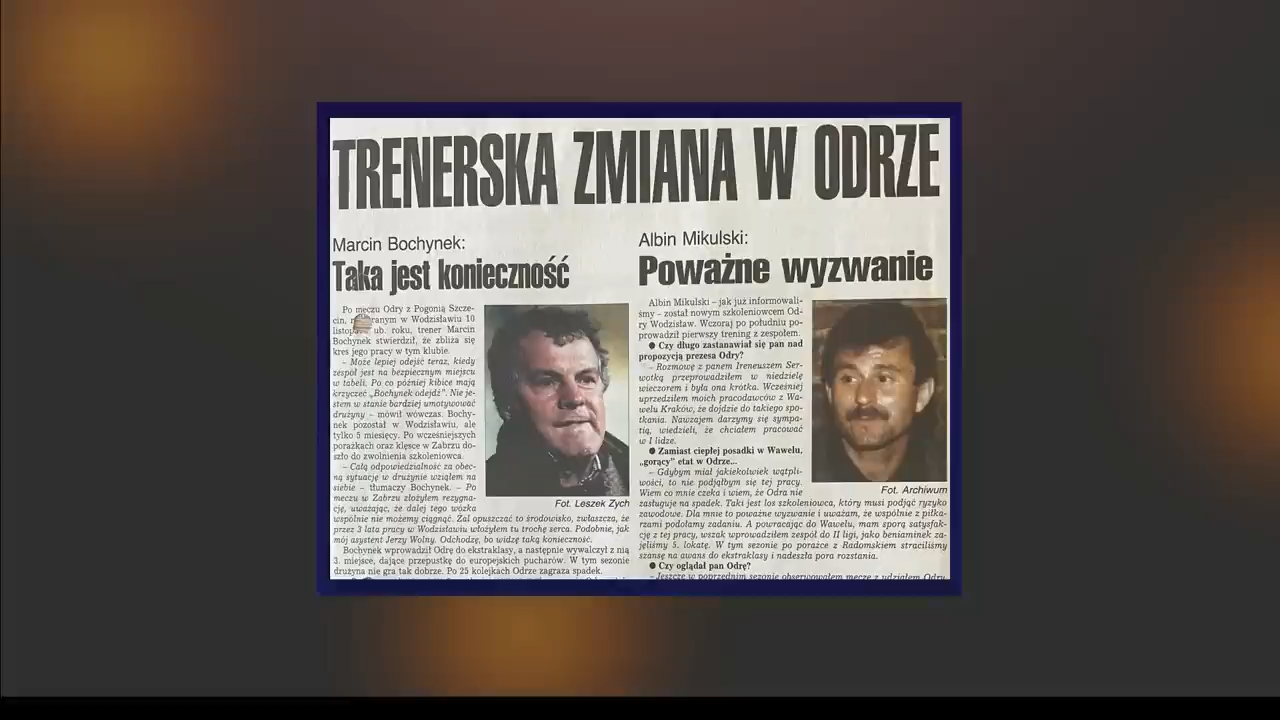 TRENERSKA ZMIANA W ODRZE
Marcin Bochynek:
Taka jest konieczność
Po meczu Odry z Pogonią Szcze-
cin, rozegranym w Wodzisławiu 10
listopada ub. roku, trener Marcin
Bochynek stwierdził, że zbliża się
kres jego pracy w tym klubie.
– Może lepiej odejść teraz, kiedy
zespół jest na bezpiecznym miejscu
w tabeli. Po co później kibice mają
krzyczeć „Bochynek odejdź”. Nie je-
stem w stanie bardziej umotywować
drużyny – mówił wówczas. Bochy-
nek pozostał w Wodzisławiu, ale
tylko 5 miesięcy. Po wcześniejszych
porażkach oraz klęsce w Zabrzu do-
szło do zwolnienia szkoleniowca.
– Całą odpowiedzialność za obec-
ną sytuację w drużynie wziąłem na
siebie – tłumaczy Bochynek. – Po
meczu w Zabrzu złożyłem rezygna-
cję, uważając, że dalej tego wózka
wspólnie nie możemy ciągnąć. Żal opuszczać to środowisko, zwłaszcza, że
przez 3 lata pracy w Wodzisławiu włożyłem tu trochę serca. Podobnie, jak
mój asystent Jerzy Wolny. Odchodzę, bo widzę taką konieczność.
Bochynek wprowadził Odrę do ekstraklasy, a następnie wywalczył z nią
3. miejsce, dające przepustkę do europejskich pucharów. W tym sezonie
drużyna nie gra tak dobrze. Po 25 kolejkach Odrze zagraża spadek.
Fot. Leszek Zych
Albin Mikulski:
Poważne wyzwanie
Albin Mikulski – jak już informowali-
śmy – został nowym szkoleniowcem Od-
ry Wodzisław. Wczoraj po południu po-
prowadził pierwszy trening z zespołem.
● Czy długo zastanawiał się pan nad
propozycją prezesa Odry?
– Rozmowę z panem Ireneuszem Ser-
wotką przeprowadziłem w niedzielę
wieczorem i była ona krótka. Wcześniej
uprzedziłem moich pracodawców z Wa-
welu Kraków, że dojdzie do takiego spo-
tkania. Nawzajem darzymy się sympa-
tią, wiedzieli, że chciałem pracować
w I lidze.
● Zamiast ciepłej posadki w Wawelu,
„gorący” etat w Odrze...
– Gdybym miał jakiekolwiek wątpli-
wości, to nie podjąłbym się tej pracy.
Wiem co mnie czeka i wiem, że Odra nie
zasługuje na spadek. Taki jest los szkoleniowca, który musi podjąć ryzyko
zawodowe. Dla mnie to poważne wyzwanie i uważam, że wspólnie z piłka-
rzami podołamy zadaniu. A powracając do Wawelu, mam sporą satysfak-
cję z tej pracy, wszak wprowadziłem zespół do II ligi, jako beniaminek za-
jęliśmy 5. lokatę. W tym sezonie po porażce z Radomskiem straciliśmy
szansę na awans do ekstraklasy i nadeszła pora rozstania.
● Czy oglądał pan Odrę?
– Jeszcze w poprzednim sezonie obserwowałem mecze z udziałem Odry
Fot. Archiwum